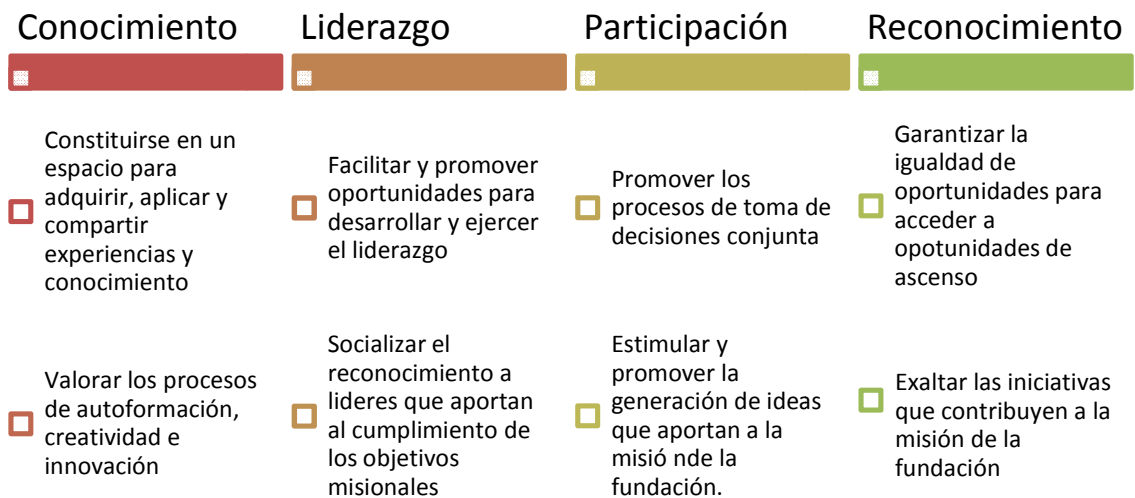 Conocimiento
Constituirse en un
espacio para
adquirir, aplicar y
compartir
experiencias y
conocimiento
Valorar los procesos
de autoformación,
creatividad e
innovación
Liderazgo
Facilitar y promover
oportunidades para
desarrollar y ejercer
el liderazgo
Socializar el
reconocimiento a
lideres que aportan
al cumplimiento de
los objetivos
misionales
Participación
Promover los
procesos de toma de
decisiones conjunta
Estimular y
promover la
generación de ideas
que aportan a la
misió nde la
fundación.
Reconocimiento
Garantizar la
igualdad de
oportunidades para
acceder a
opotunidades de
ascenso
Exaltar las iniciativas
que contribuyen a la
misión de la
fundación